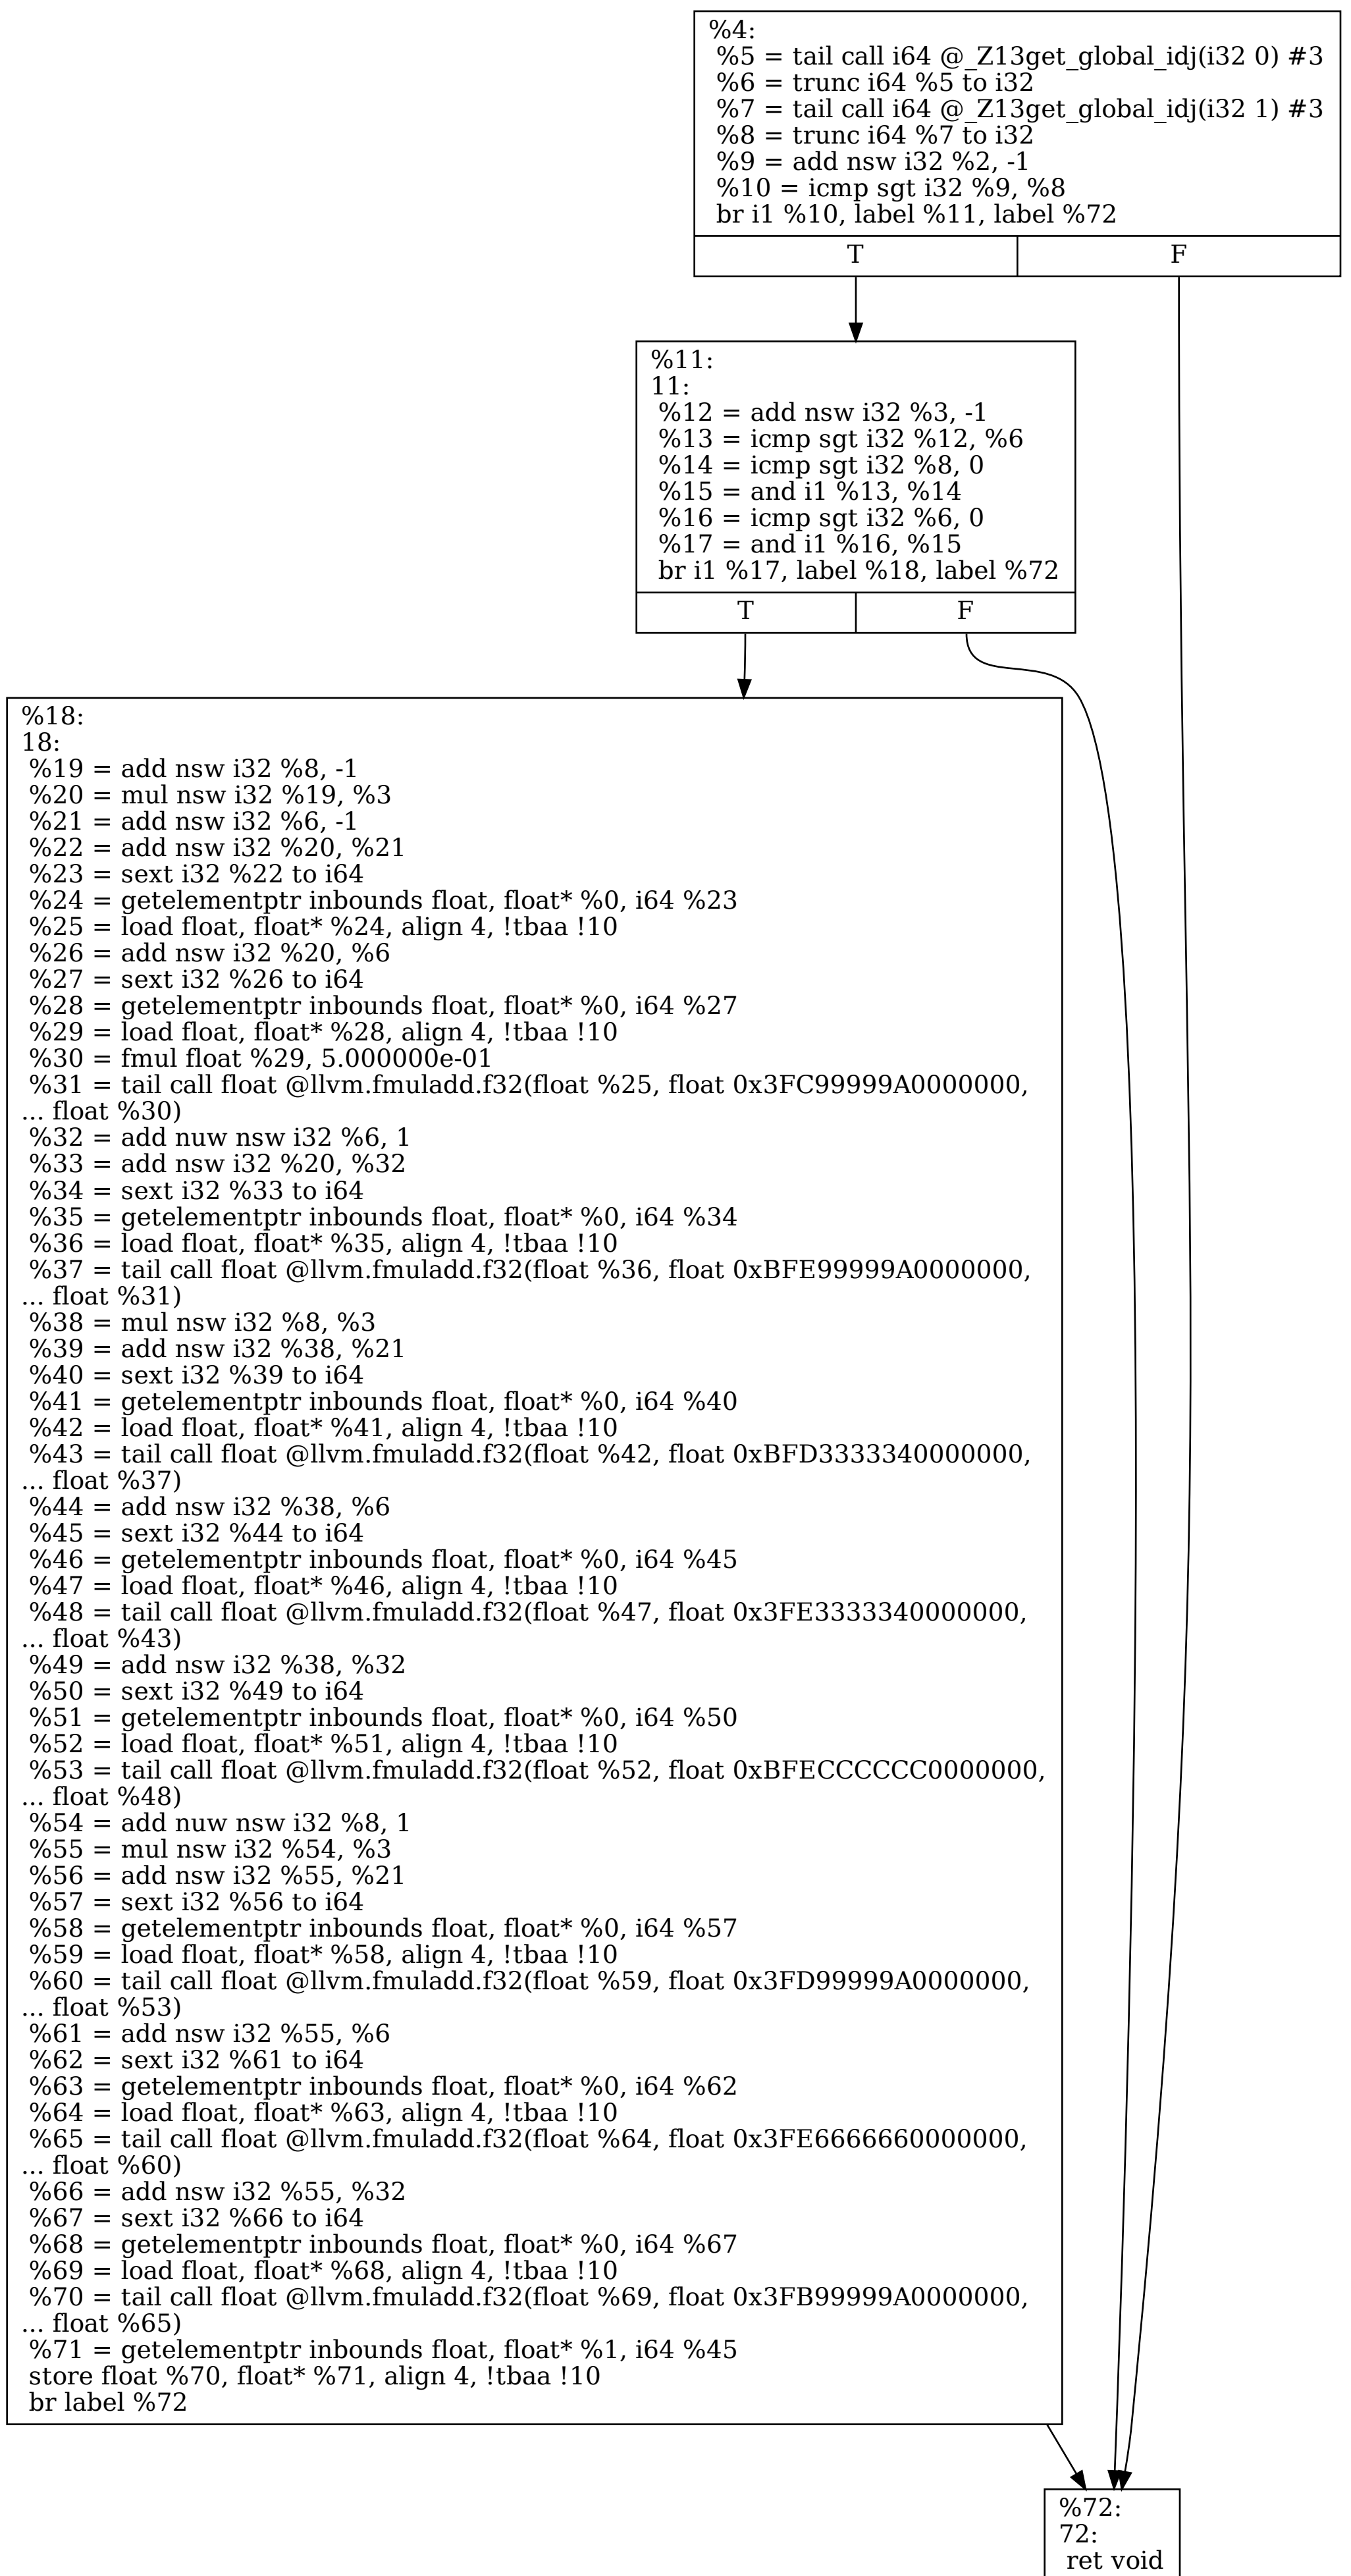 %4:
%5 = tail call i64 @_Z13get_global_idj(i32 0) #3
%6 = trunc i64 %5 to i32
%7 = tail call i64 @_Z13get_global_idj(i32 1) #3
%8 = trunc i64 %7 to i32
%9 = add nsw i32 %2, -1
%10 = icmp sgt i32 %9, %8
br i1 %10, label %11, label %72
T F
%11:
11:
%12 = add nsw i32 %3, -1
%13 = icmp sgt i32 %12, %6
%14 = icmp sgt i32 %8, 0
%15 = and i1 %13, %14
%16 = icmp sgt i32 %6, 0
%17 = and i1 %16, %15
br i1 %17, label %18, label %72
T F
%18:
18:
%19 = add nsw i32 %8, -1
%20 = mul nsw i32 %19, %3
%21 = add nsw i32 %6, -1
%22 = add nsw i32 %20, %21
%23 = sext i32 %22 to i64
%24 = getelementptr inbounds float, float* %0, i64 %23
%25 = load float, float* %24, align 4, !tbaa !10
%26 = add nsw i32 %20, %6
%27 = sext i32 %26 to i64
%28 = getelementptr inbounds float, float* %0, i64 %27
%29 = load float, float* %28, align 4, !tbaa !10
%30 = fmul float %29, 5.000000e-01
%31 = tail call float @llvm.fmuladd.f32(float %25, float 0x3FC99999A0000000,
... float %30)
%32 = add nuw nsw i32 %6, 1
%33 = add nsw i32 %20, %32
%34 = sext i32 %33 to i64
%35 = getelementptr inbounds float, float* %0, i64 %34
%36 = load float, float* %35, align 4, !tbaa !10
%37 = tail call float @llvm.fmuladd.f32(float %36, float 0xBFE99999A0000000,
... float %31)
%38 = mul nsw i32 %8, %3
%39 = add nsw i32 %38, %21
%40 = sext i32 %39 to i64
%41 = getelementptr inbounds float, float* %0, i64 %40
%42 = load float, float* %41, align 4, !tbaa !10
%43 = tail call float @llvm.fmuladd.f32(float %42, float 0xBFD3333340000000,
... float %37)
%44 = add nsw i32 %38, %6
%45 = sext i32 %44 to i64
%46 = getelementptr inbounds float, float* %0, i64 %45
%47 = load float, float* %46, align 4, !tbaa !10
%48 = tail call float @llvm.fmuladd.f32(float %47, float 0x3FE3333340000000,
... float %43)
%49 = add nsw i32 %38, %32
%50 = sext i32 %49 to i64
%51 = getelementptr inbounds float, float* %0, i64 %50
%52 = load float, float* %51, align 4, !tbaa !10
%53 = tail call float @llvm.fmuladd.f32(float %52, float 0xBFECCCCCC0000000,
... float %48)
%54 = add nuw nsw i32 %8, 1
%55 = mul nsw i32 %54, %3
%56 = add nsw i32 %55, %21
%57 = sext i32 %56 to i64
%58 = getelementptr inbounds float, float* %0, i64 %57
%59 = load float, float* %58, align 4, !tbaa !10
%60 = tail call float @llvm.fmuladd.f32(float %59, float 0x3FD99999A0000000,
... float %53)
%61 = add nsw i32 %55, %6
%62 = sext i32 %61 to i64
%63 = getelementptr inbounds float, float* %0, i64 %62
%64 = load float, float* %63, align 4, !tbaa !10
%65 = tail call float @llvm.fmuladd.f32(float %64, float 0x3FE6666660000000,
... float %60)
%66 = add nsw i32 %55, %32
%67 = sext i32 %66 to i64
%68 = getelementptr inbounds float, float* %0, i64 %67
%69 = load float, float* %68, align 4, !tbaa !10
%70 = tail call float @llvm.fmuladd.f32(float %69, float 0x3FB99999A0000000,
... float %65)
%71 = getelementptr inbounds float, float* %1, i64 %45
store float %70, float* %71, align 4, !tbaa !10
br label %72
%72:
72:
ret void